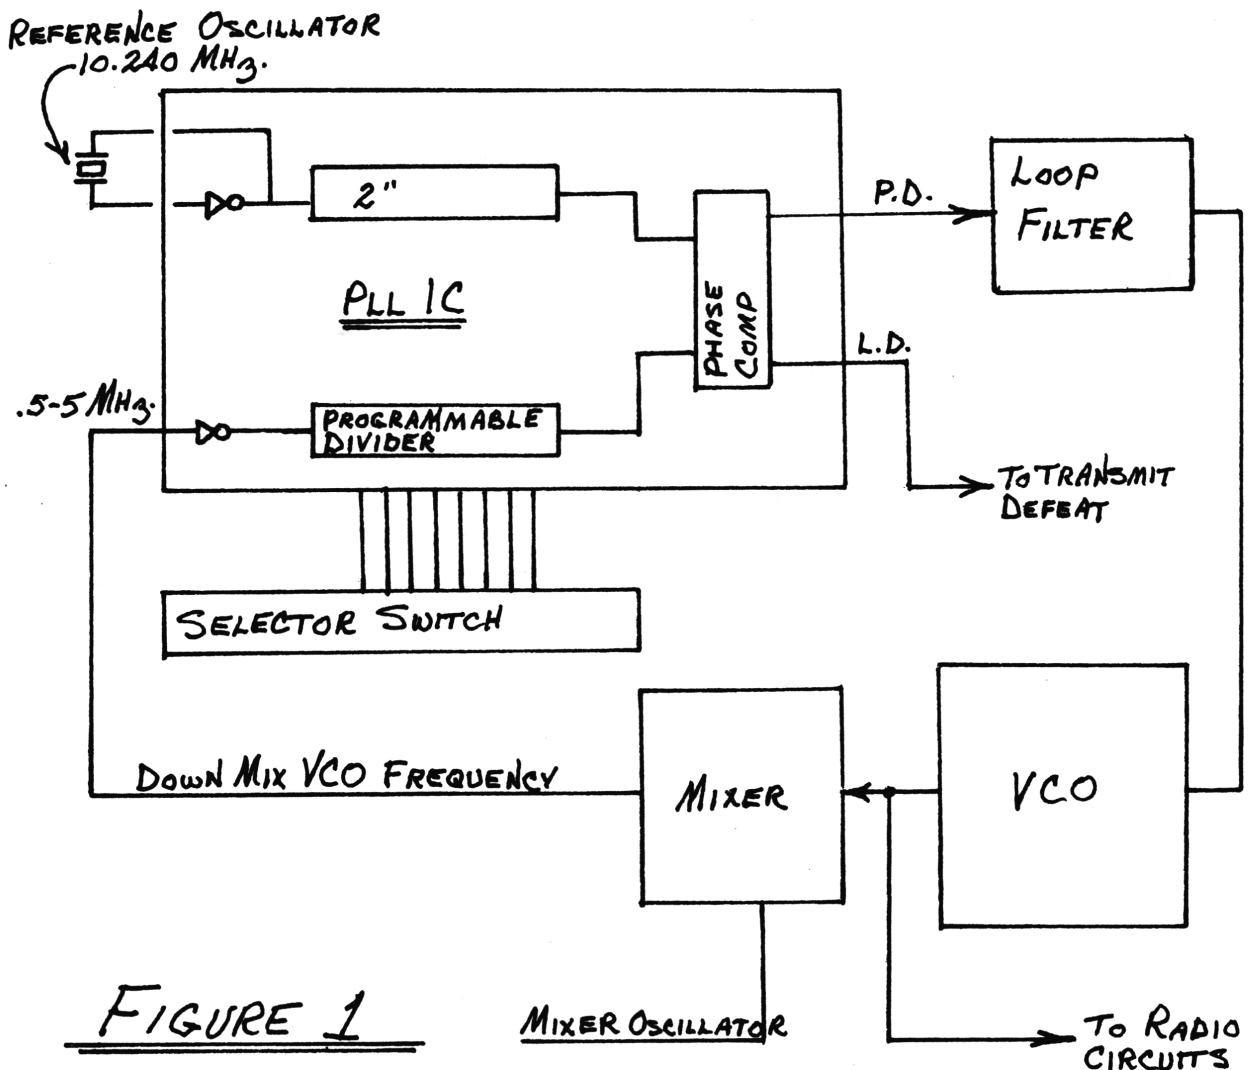 REFERENCE OSCILLATOR
10.240 MHz.
2"
LOOP
FILTER
P.D.
PLL IC
PHASE
COMP
L.D.
.5-5 MHz.
PROGRAMMABLE
DIVIDER
TO TRANSMIT
DEFEAT
SELECTOR SWITCH
DOWN MIX VCO FREQUENCY
MIXER
VCO
FIGURE 1
MIXER OSCILLATOR
TO RADIO
CIRCUITS